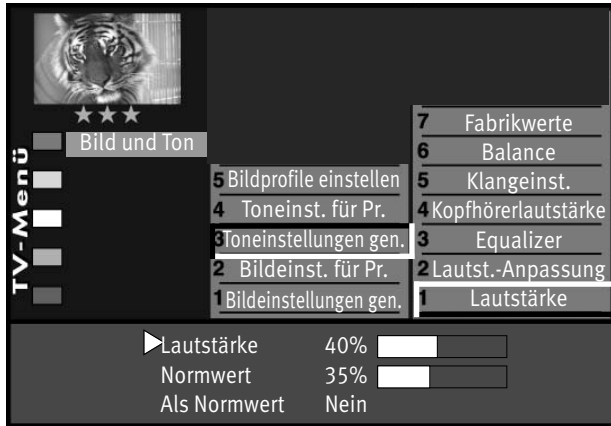 TV-Menü
Bild und Ton
5 Bildprofile einstellen
4 Toneinst. für Pr.
3 Toneinstellungen gen.
2 Bildeinst. für Pr.
1 Bildeinstellungen gen.
7 Fabrikwerte
6 Balance
5 Klangeinst.
4 Kopfhörerlautstärke
3 Equalizer
2 Lautst.-Anpassung
1 Lautstärke
Lautstärke 40%
Normwert 35%
Als Normwert Nein